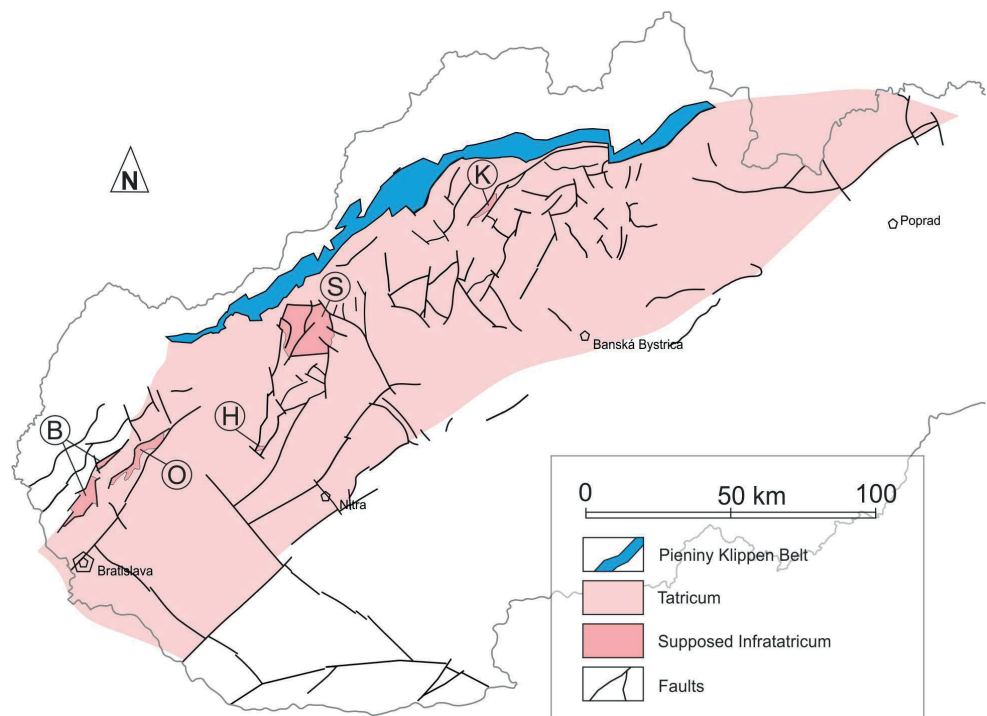 N
K
Poprad
S
Banská Bystrica
H
B
O
Nitra
Bratislava
0 50 km 100
Pieniny Klippen Belt
Tatricum
Supposed Infratatricum
Faults